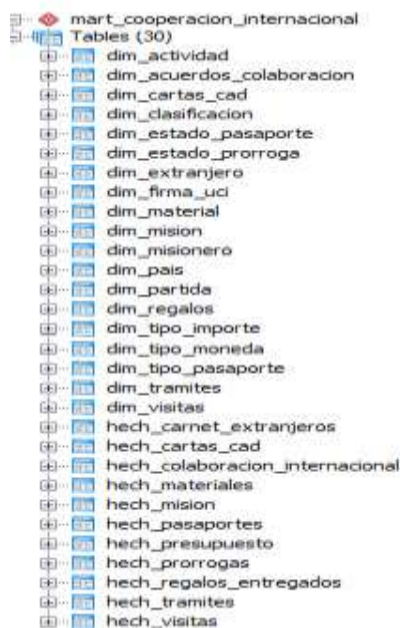 mart_cooperacion_internacional
Tables (30)
dim_actividad
dim_acuerdos_colaboracion
dim_cartas_cad
dim_clasificacion
dim_estado_pasaporte
dim_estado_prorroga
dim_extranjero
dim_firma_uci
dim_material
dim_mision
dim_misionero
dim_pais
dim_partida
dim_regalos
dim_tipo_importe
dim_tipo_moneda
dim_tipo_pasaporte
dim_tramites
dim_visitas
hech_carnet_extranjeros
hech_cartas_cad
hech_colaboracion_internacional
hech_materiales
hech_mision
hech_pasaportes
hech_presupuesto
hech_prorrogas
hech_regalos_entregados
hech_tramites
hech_visitas